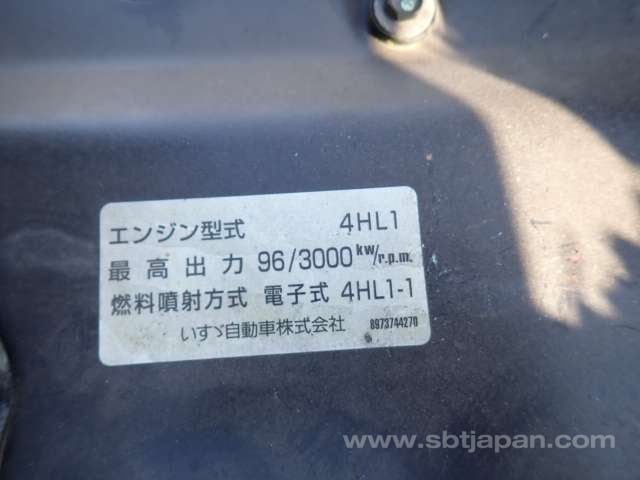 エンジン型式 4HL1
最高出力 96/3000 kw/r.p.m.
燃料噴射方式 電子式 4HL1-1
いすゞ自動車株式会社 8973744270
www.sbtjapan.com